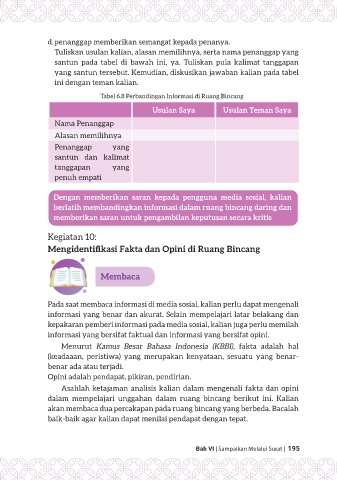 d. penanggap memberikan semangat kepada penanya.
Tuliskan usulan kalian, alasan memilihnya, serta nama penanggap yang
santun pada tabel di bawah ini, ya. Tuliskan pula kalimat tanggapan
yang santun tersebut. Kemudian, diskusikan jawaban kalian pada tabel
ini dengan teman kalian.
Tabel 6.8 Perbandingan Informasi di Ruang Bincang
Usulan Saya Usulan Teman Saya
Nama Penanggap
Alasan memilihnya
Penanggap yang
santun dan kalimat
tanggapan yang
penuh empati
Dengan memberikan saran kepada pengguna media sosial, kalian
berlatih membandingkan informasi dalam ruang bincang daring dan
memberikan saran untuk pengambilan keputusan secara kritis
Kegiatan 10:
Mengidentifikasi Fakta dan Opini di Ruang Bincang
Membaca
Pada saat membaca informasi di media sosial, kalian perlu dapat mengenali
informasi yang benar dan akurat. Selain mempelajari latar belakang dan
kepakaran pemberi informasi pada media sosial, kalian juga perlu memilah
informasi yang bersifat faktual dan informasi yang bersifat opini.
Menurut Kamus Besar Bahasa Indonesia (KBBI), fakta adalah hal
(keadaaan, peristiwa) yang merupakan kenyataan, sesuatu yang benar-
benar ada atau terjadi.
Opini adalah pendapat, pikiran, pendirian.
Asahlah ketajaman analisis kalian dalam mengenali fakta dan opini
dalam mempelajari unggahan dalam ruang bincang berikut ini. Kalian
akan membaca dua percakapan pada ruang bincang yang berbeda. Bacalah
baik-baik agar kalian dapat menilai pendapat dengan tepat.
Bab VI | Sampaikan Melalui Surat | 195